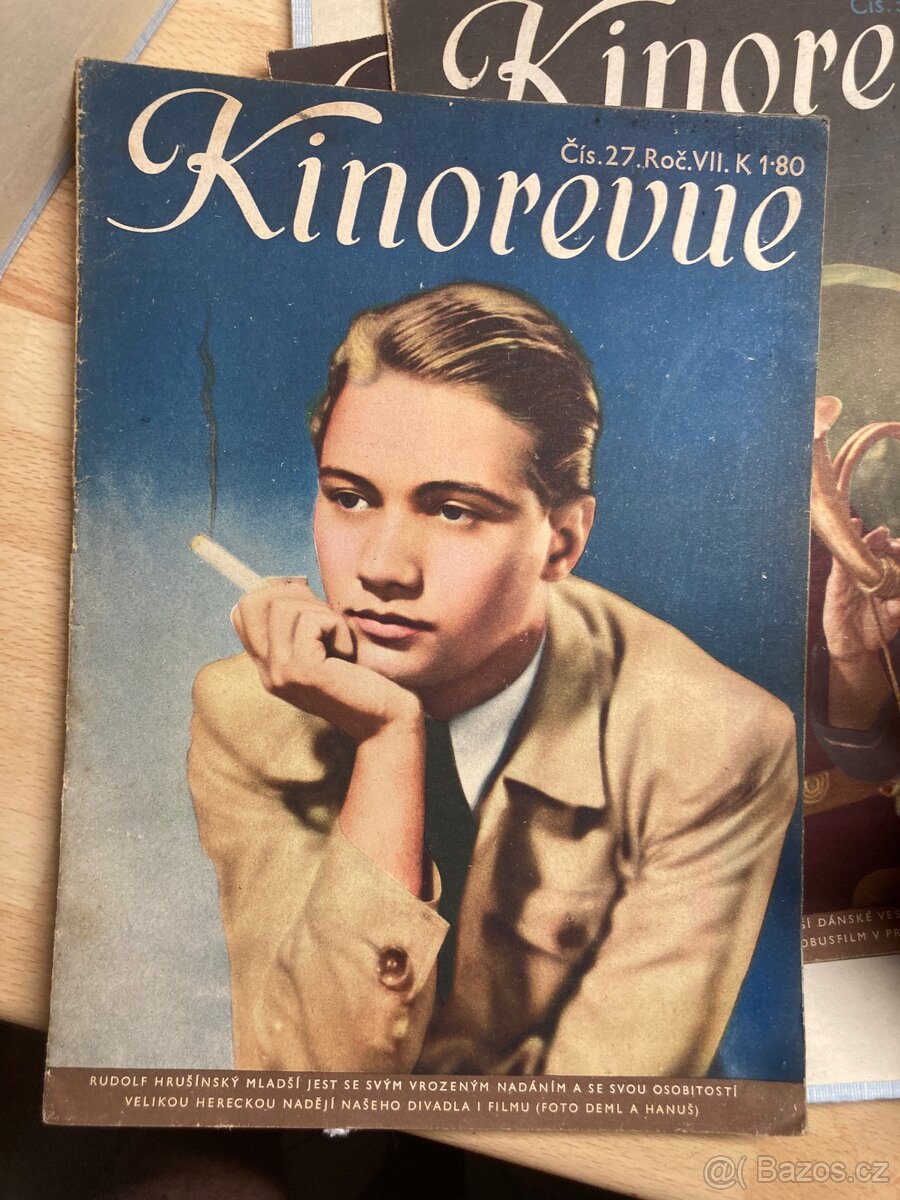 Kinore
Kinorevue
Čís. 27. Roč. VII. K 1·80
DÁNSKÉ
V
RUDOLF HRUŠÍNSKÝ MLADŠÍ JEST SE SVÝM VROZENÝM NADÁNÍM A SE SVOU OSOBITOSTÍ
VELIKOU HERECKOU NADĚJÍ NAŠEHO DIVADLA I FILMU (FOTO DEML A HANUŠ)
@ Bazos.cz